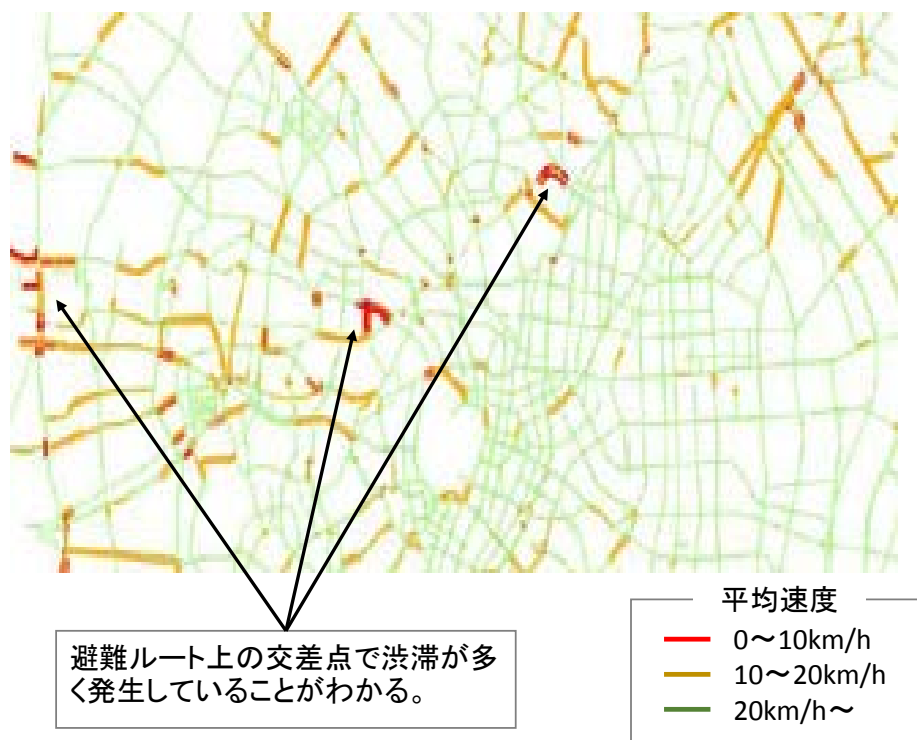 避難ルート上の交差点で渋滞が多
く発生していることがわかる。
平均速度
0～10km/h
10～20km/h
20km/h～